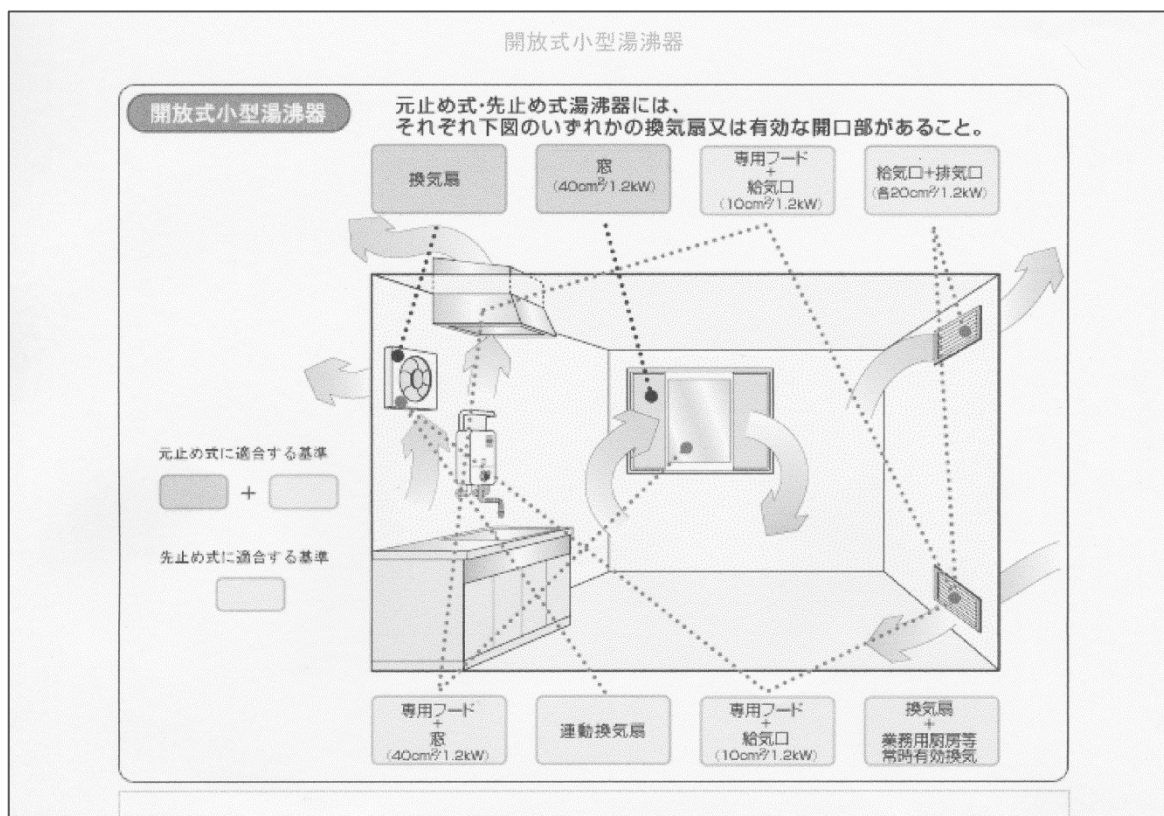 開放式小型湯沸器
開放式小型湯沸器
元止め式・先止め式湯沸器には、
それぞれ下図のいずれかの換気扇又は有効な開口部があること。
換気扇
窓
(40cm²/1.2kW)
専用フード
+
給気口
(10cm²/1.2kW)
給気口+排気口
(各20cm²/1.2kW)
元止め式に適合する基準
+
先止め式に適合する基準
専用フード
+
窓
(40cm²/1.2kW)
連動換気扇
専用フード
+
給気口
(10cm²/1.2kW)
換気扇
+
業務用厨房等
常時有効換気